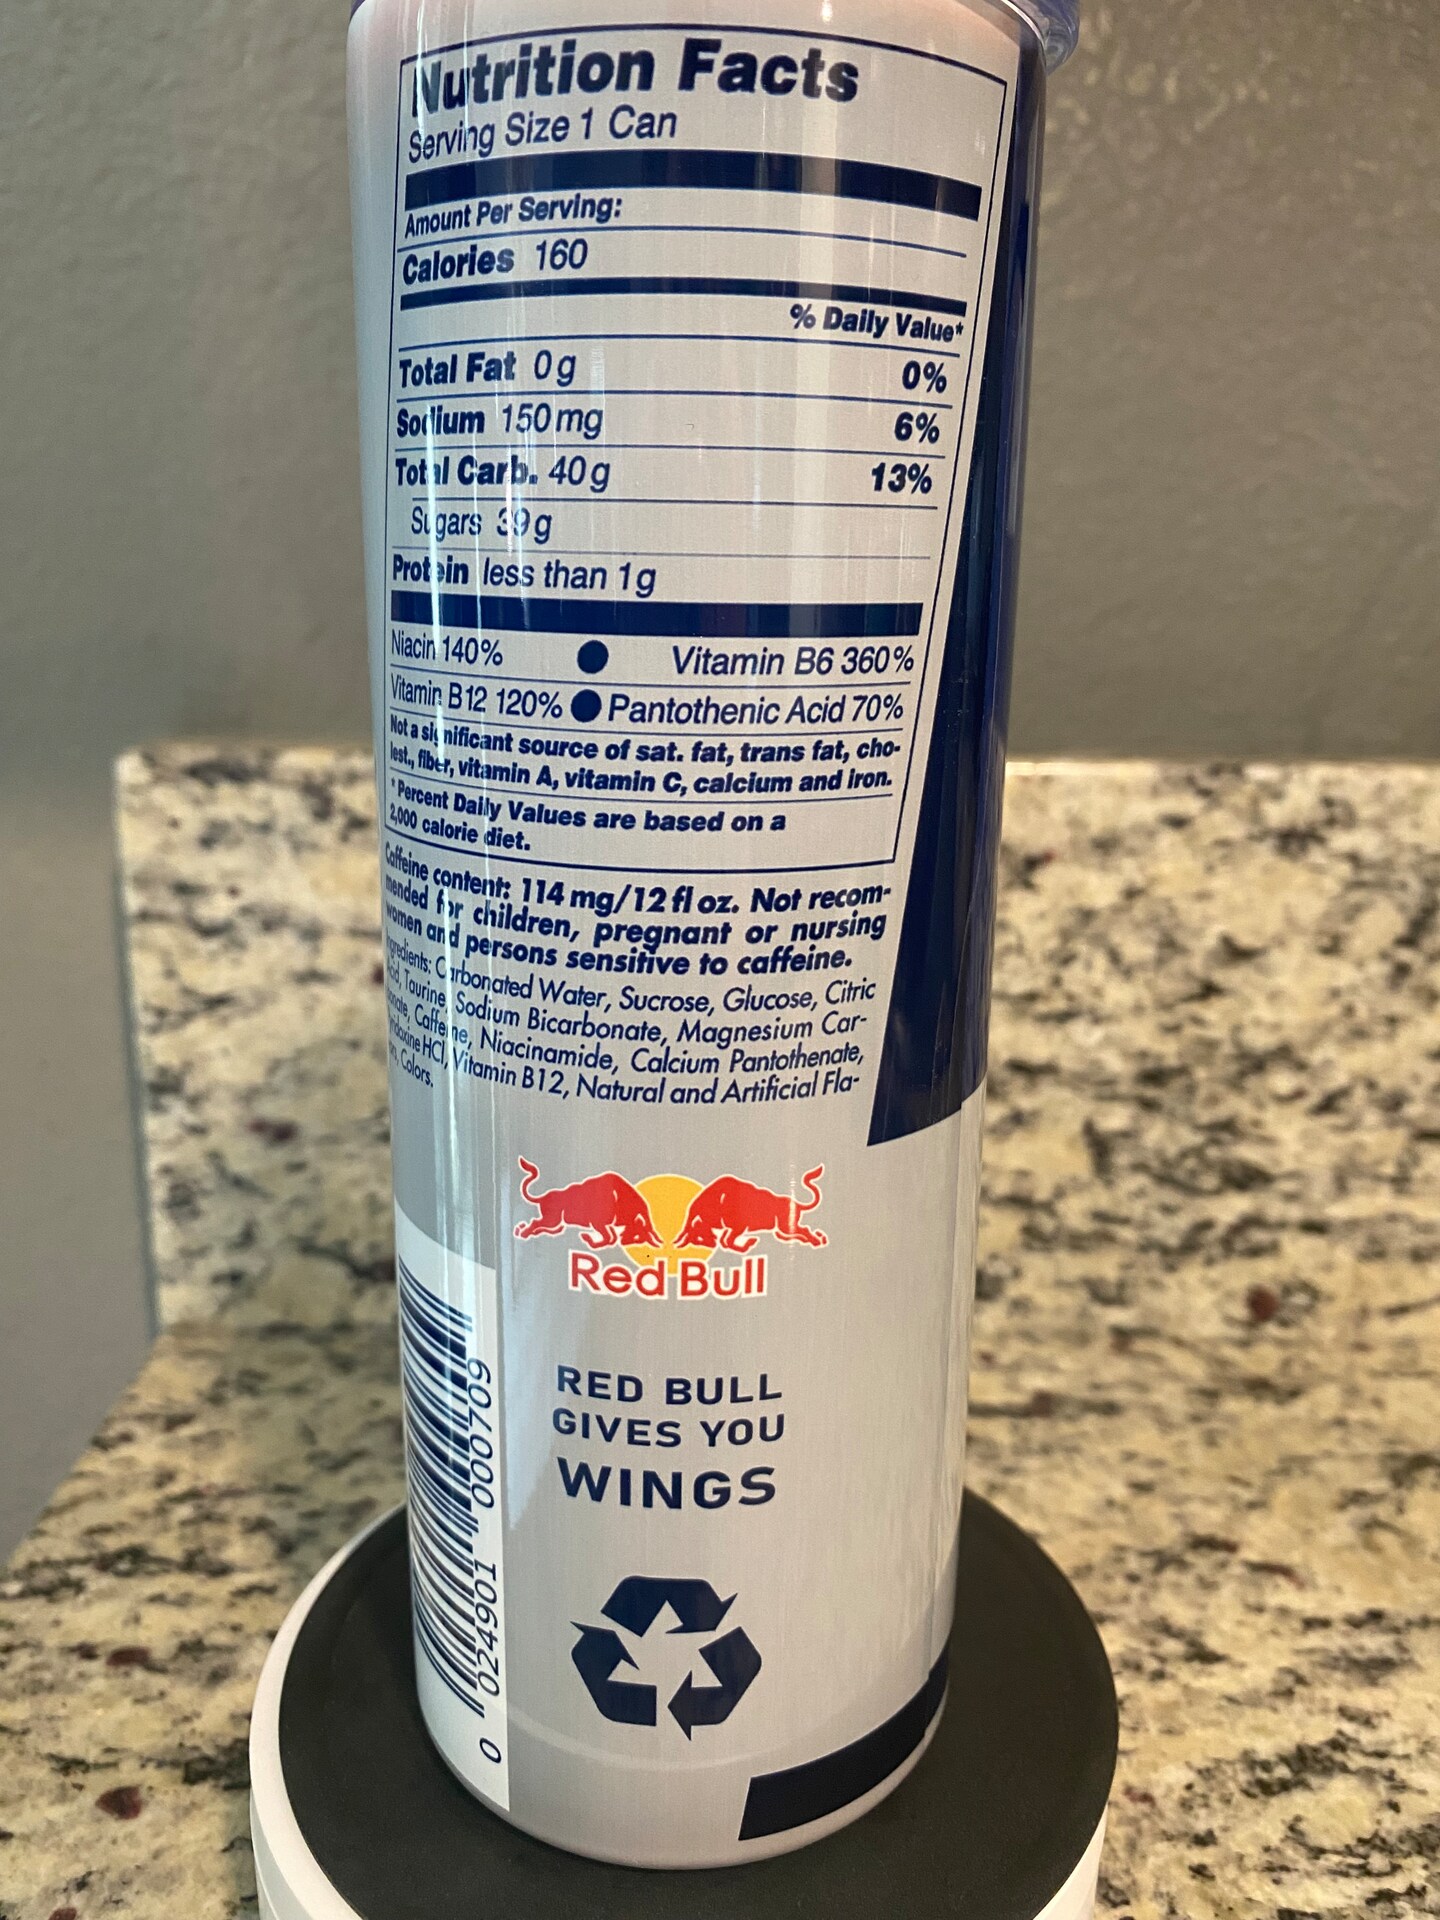 Nutrition Facts
Serving Size 1 Can
Amount Per Serving:
Calories 160
% Daily Value*
Total Fat 0g 0%
Sodium 150mg 6%
Total Carb. 40g 13%
Sugars 39g
Protein less than 1g
Niacin 140% ● Vitamin B6 360%
Vitamin B12 120% ● Pantothenic Acid 70%
Not a significant source of sat. fat, trans fat, cho-
lest., fiber, vitamin A, vitamin C, calcium and iron.
*Percent Daily Values are based on a
2,000 calorie diet.
Caffeine content: 114 mg/12 fl oz. Not recom-
mended for children, pregnant or nursing
women and persons sensitive to caffeine.
Ingredients: Carbonated Water, Sucrose, Glucose, Citric
Acid, Taurine, Sodium Bicarbonate, Magnesium Car-
bonate, Caffeine, Niacinamide, Calcium Pantothenate,
HCl, Vitamin B12, Natural and Artificial Fla-
Colors.
Red Bull
RED BULL
GIVES YOU
WINGS
0 024901 000709